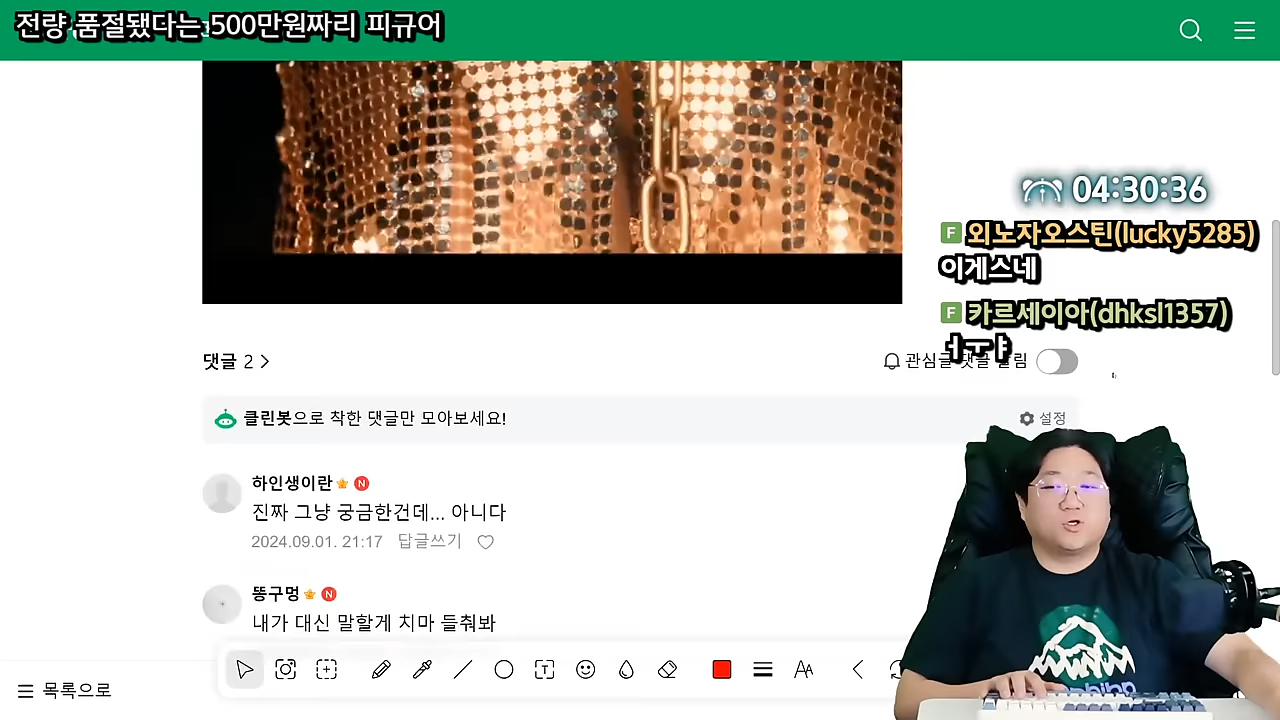 전량 품절됐다는 500만원짜리 피규어
04:30:36
F 외노자오스틴(lucky5285)
이게스네
F 카르세이아(dhksl1357)
ㅕㅜㅑ
댓글 2
관심글 댓글 알림
클린봇으로 착한 댓글만 모아보세요!
설정
하인생이란 N
진짜 그냥 궁금한건데... 아니다
2024.09.01. 21:17 답글쓰기
똥구멍 N
내가 대신 말할게 치마 들춰봐
목록으로
T
AA